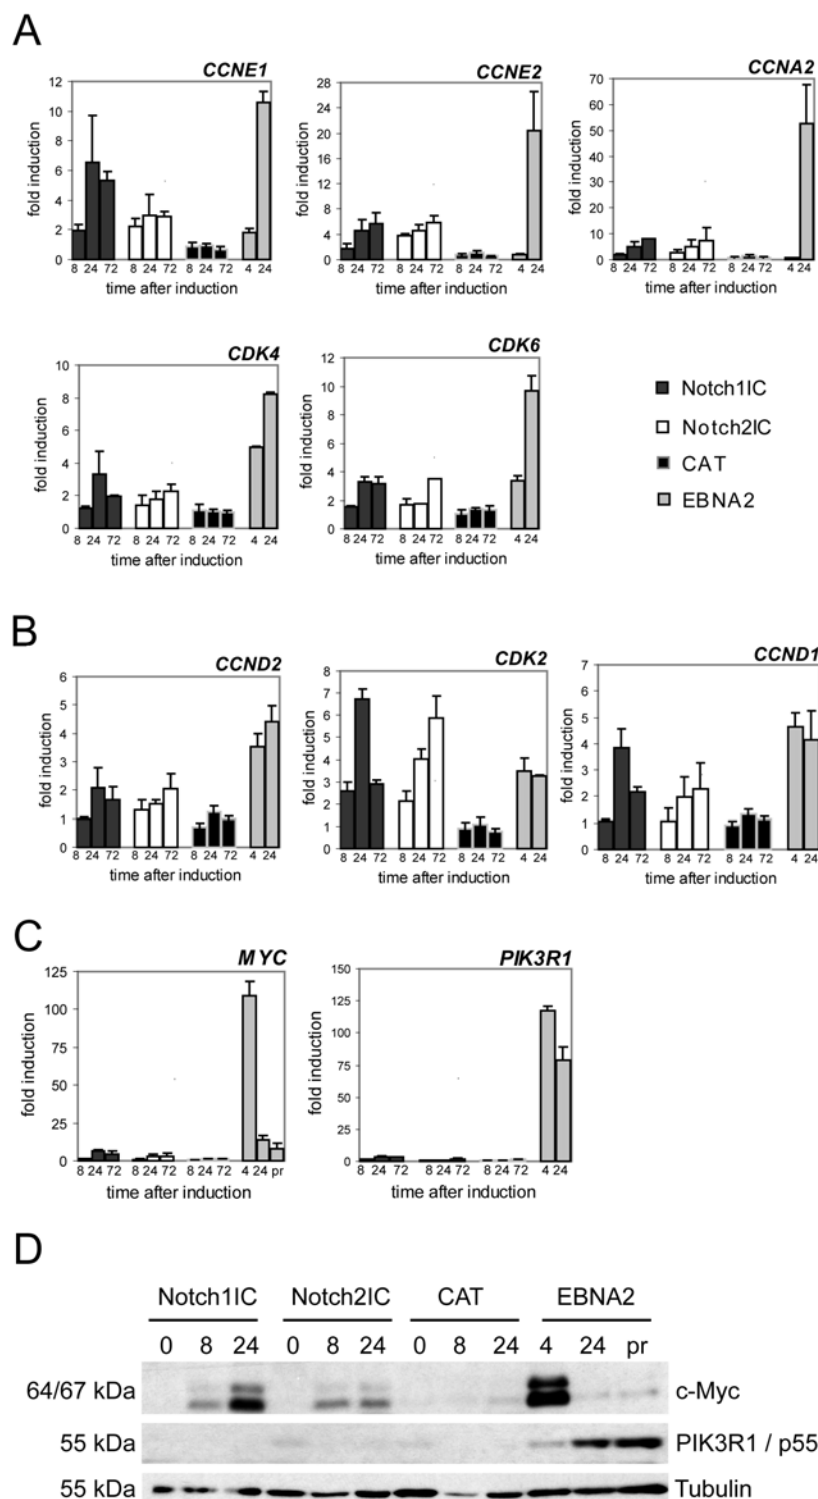 A
CCNE1
fold induction
12
10
8
6
4
2
0
8 24 72 8 24 72 8 24 72 4 24
time after induction
CCNE2
fold induction
28
24
20
16
12
8
4
0
8 24 72 8 24 72 8 24 72 4 24
time after induction
CCNA2
fold induction
70
60
50
40
30
20
10
0
8 24 72 8 24 72 8 24 72 4 24
time after induction
CDK4
fold induction
10
8
6
4
2
0
8 24 72 8 24 72 8 24 72 4 24
time after induction
CDK6
fold induction
12
10
8
6
4
2
0
8 24 72 8 24 72 8 24 72 4 24
time after induction
Notch1IC
Notch2IC
CAT
EBNA2
B
CCND2
fold induction
6
5
4
3
2
1
0
8 24 72 8 24 72 8 24 72 4 24
time after induction
CDK2
fold induction
8
7
6
5
4
3
2
1
0
8 24 72 8 24 72 8 24 72 4 24
time after induction
CCND1
fold induction
7
6
5
4
3
2
1
0
8 24 72 8 24 72 8 24 72 4 24
time after induction
C
MYC
fold induction
125
100
75
50
25
0
8 24 72 8 24 72 8 24 72 4 24 pr
time after induction
PIK3R1
fold induction
150
125
100
75
50
25
0
8 24 72 8 24 72 8 24 72 4 24
time after induction
D
Notch1IC Notch2IC CAT EBNA2
0 8 24 0 8 24 0 8 24 4 24 pr
64/67 kDa c-Myc
55 kDa PIK3R1 / p55
55 kDa Tubulin